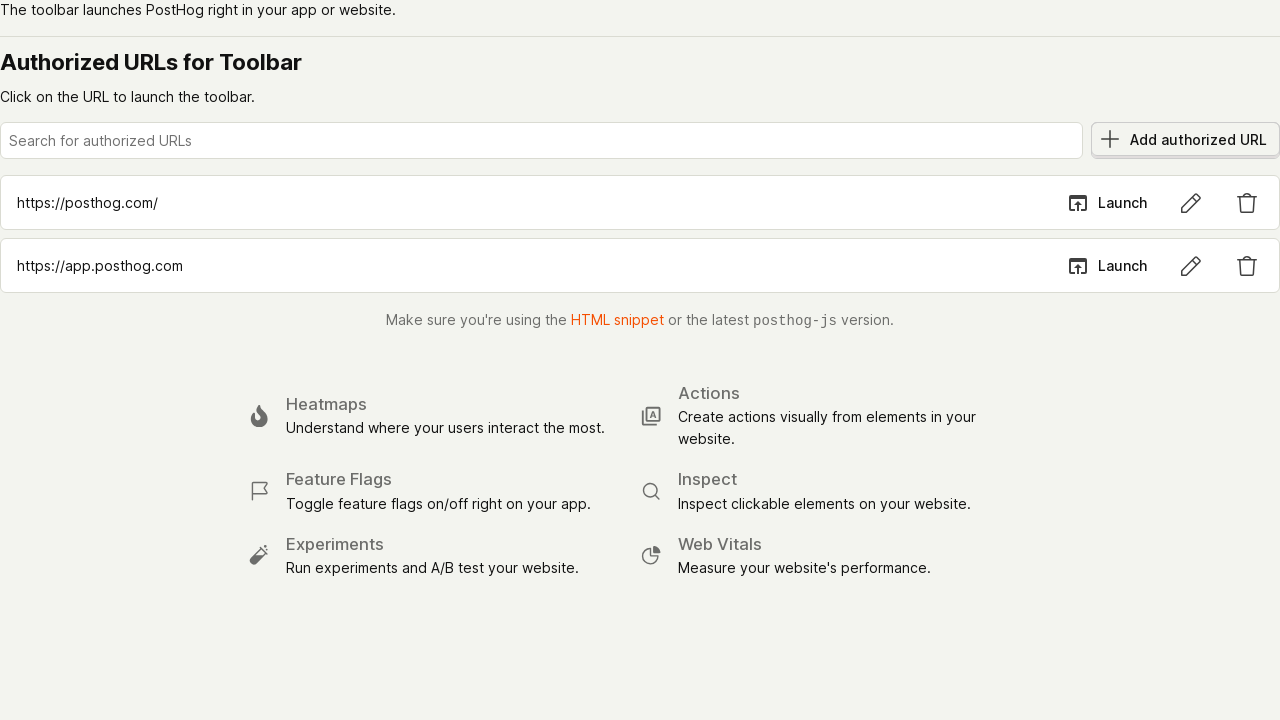 The toolbar launches PostHog right in your app or website.
Authorized URLs for Toolbar
Click on the URL to launch the toolbar.
Search for authorized URLs
Add authorized URL
https://posthog.com/
Launch
https://app.posthog.com
Launch
Make sure you're using the HTML snippet or the latest posthog-js version.
Heatmaps
Understand where your users interact the most.
Actions
Create actions visually from elements in your
website.
Feature Flags
Toggle feature flags on/off right on your app.
Inspect
Inspect clickable elements on your website.
Experiments
Run experiments and A/B test your website.
Web Vitals
Measure your website's performance.